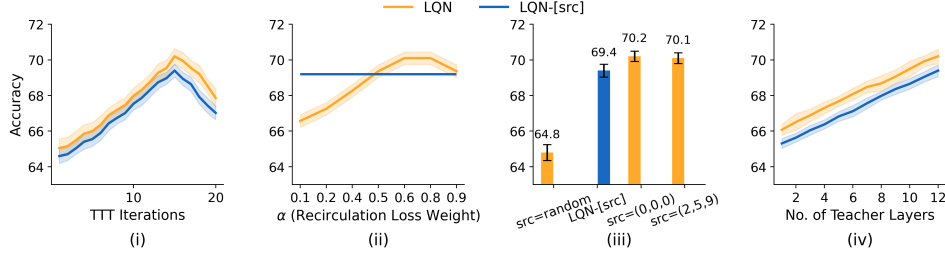 LQN LQN-[src]
Accuracy
72
70
68
66
64
10 20
TTT Iterations
(i)
72
70
68
66
64
0.1 0.2 0.4 0.5 0.6 0.8 0.9
α (Recirculation Loss Weight)
(ii)
72
70
68
66
64
64.8 69.4 70.2 70.1
src=random LQN-[src] src=(0,0,0) src=(2,5,9)
(iii)
72
70
68
66
64
2 4 6 8 10 12
No. of Teacher Layers
(iv)